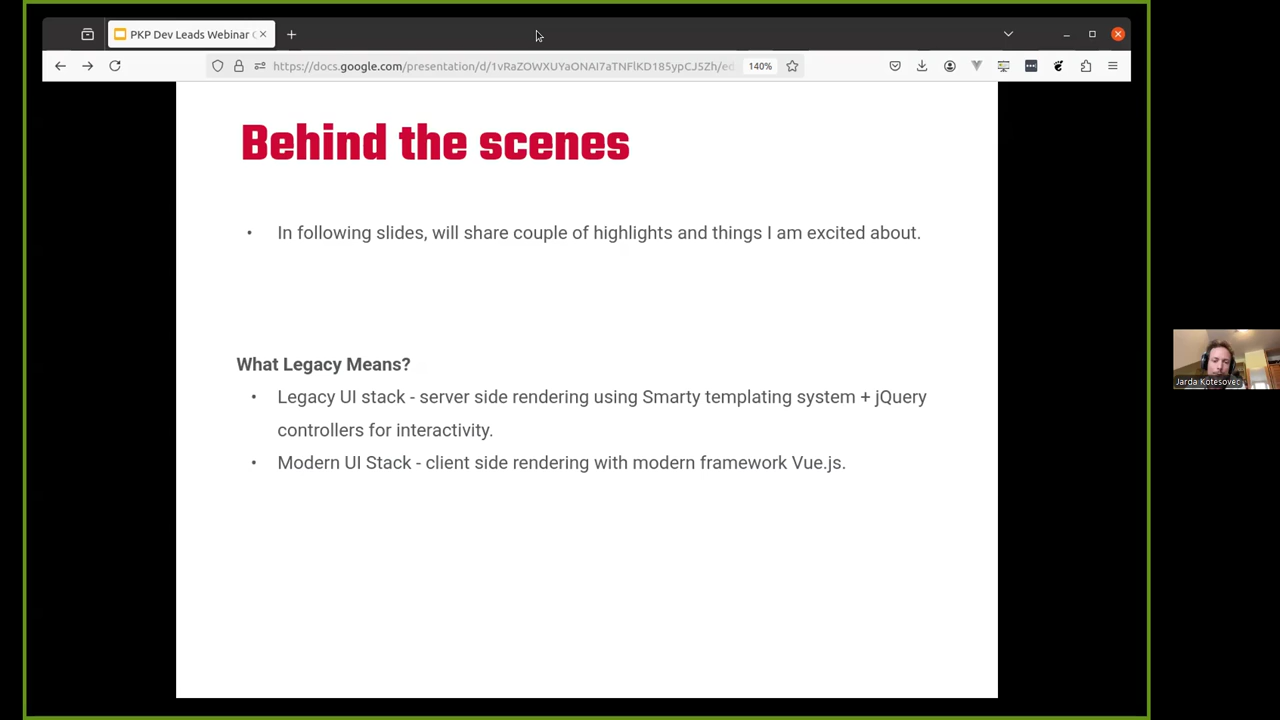 PKP Dev Leads Webinar
https://docs.google.com/presentation/d/1vRaZOWXUYaONAI7aTNFlKD185ypCJ5Zh/ed
140%
Behind the scenes
• In following slides, will share couple of highlights and things I am excited about.
What Legacy Means?
• Legacy UI stack - server side rendering using Smarty templating system + jQuery
controllers for interactivity.
• Modern UI Stack - client side rendering with modern framework Vue.js.
Jarda Kotesovec